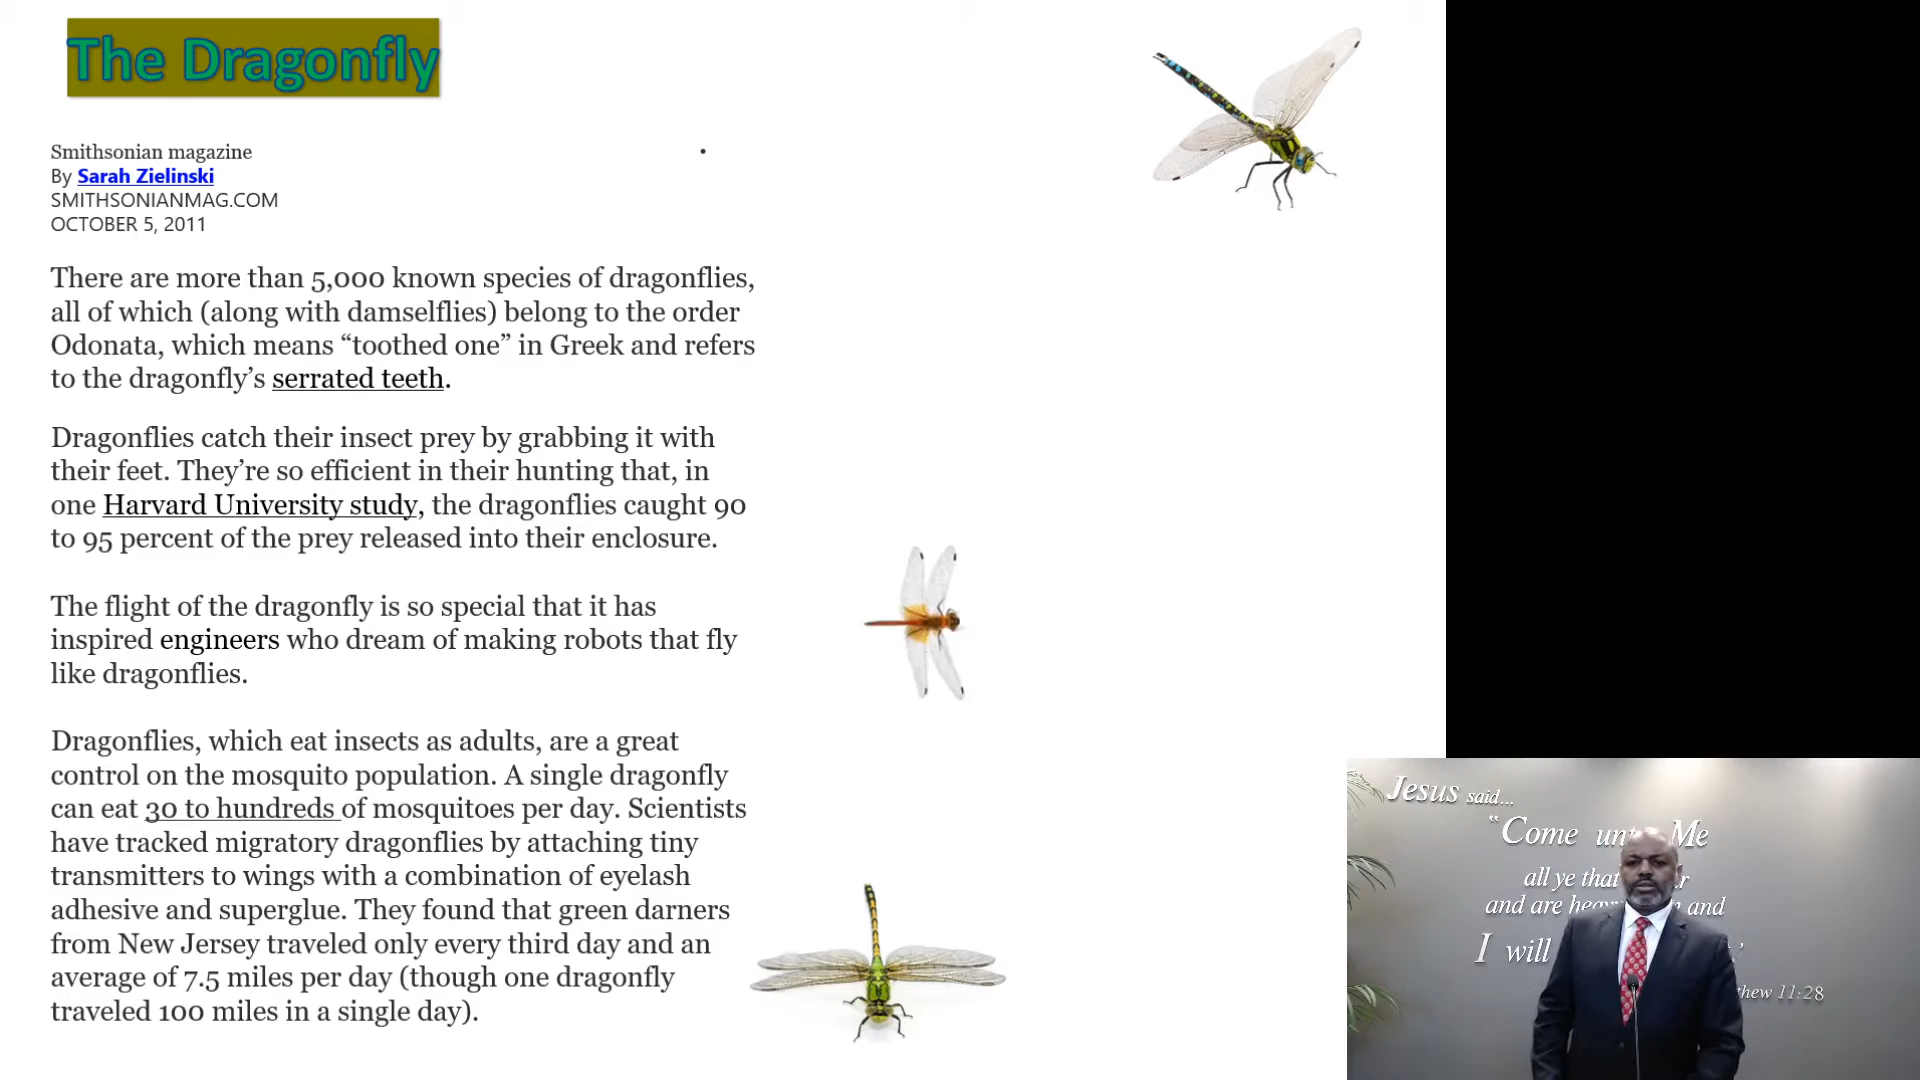 The Dragonfly
Smithsonian magazine
By Sarah Zielinski
SMITHSONIANMAG.COM
OCTOBER 5, 2011
There are more than 5,000 known species of dragonflies,
all of which (along with damselflies) belong to the order
Odonata, which means “toothed one” in Greek and refers
to the dragonfly’s serrated teeth.
Dragonflies catch their insect prey by grabbing it with
their feet. They’re so efficient in their hunting that, in
one Harvard University study, the dragonflies caught 90
to 95 percent of the prey released into their enclosure.
The flight of the dragonfly is so special that it has
inspired engineers who dream of making robots that fly
like dragonflies.
Dragonflies, which eat insects as adults, are a great
control on the mosquito population. A single dragonfly
can eat 30 to hundreds of mosquitoes per day. Scientists
have tracked migratory dragonflies by attaching tiny
transmitters to wings with a combination of eyelash
adhesive and superglue. They found that green darners
from New Jersey traveled only every third day and an
average of 7.5 miles per day (though one dragonfly
traveled 100 miles in a single day).
Jesus said...
“Come Me
all ye that
and are and
I will
11:28